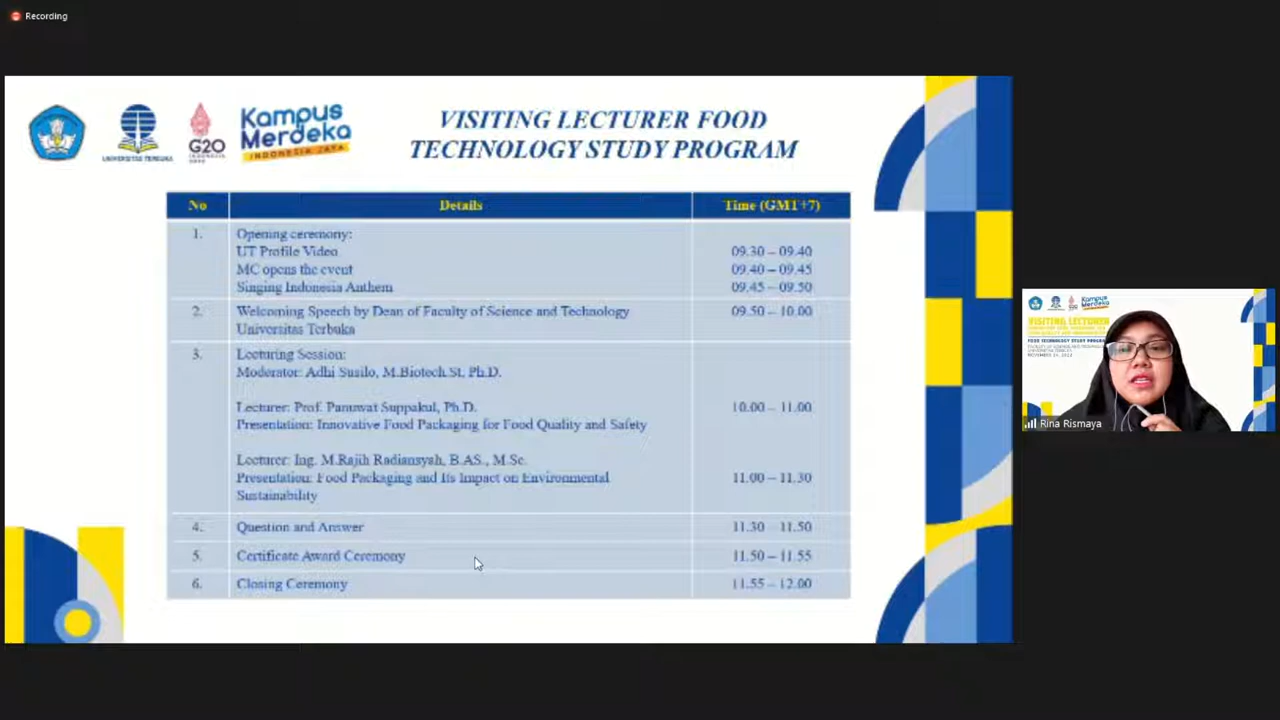 Recording
UNIVERSITAS TERBUKA
G20
INDONESIA
Kampus
Merdeka
INDONESIA JAYA
VISITING LECTURER FOOD
TECHNOLOGY STUDY PROGRAM
No Details Time (GMT+7)
1. Opening ceremony:
UT Profile Video 09.30 – 09.40
MC opens the event 09.40 – 09.45
Singing Indonesia Anthem 09.45 – 09.50
2. Welcoming Speech by Dean of Faculty of Science and Technology 09.50 – 10.00
Universitas Terbuka
3. Lecturing Session:
Moderator: Adhi Susilo, M.Biotech.St, Ph.D.
Lecturer: Prof. Panuwat Suppakul, Ph.D. 10.00 – 11.00
Presentation: Innovative Food Packaging for Food Quality and Safety
Lecturer: Ing. M.Rajih Radiansyah, B.AS., M.Sc.
Presentation: Food Packaging and Its Impact on Environmental 11.00 – 11.30
Sustainability
4. Question and Answer 11.30 – 11.50
5. Certificate Award Ceremony 11.50 – 11.55
6. Closing Ceremony 11.55 – 12.00
Kampus
Merdeka
VISITING LECTURER
FOOD TECHNOLOGY STUDY PROGRAM
Rina Rismaya